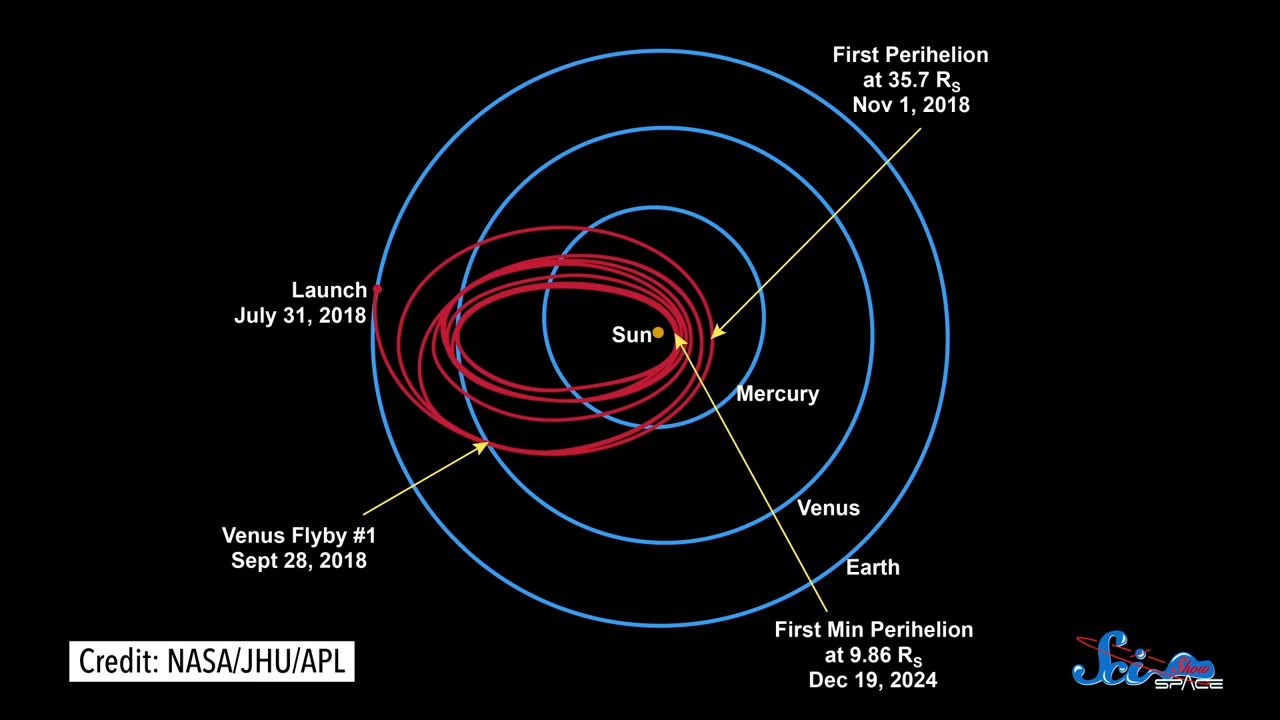 First Perihelion
at 35.7 RS
Nov 1, 2018
Launch
July 31, 2018
Sun
Mercury
Venus
Earth
Venus Flyby #1
Sept 28, 2018
First Min Perihelion
at 9.86 RS
Dec 19, 2024
Credit: NASA/JHU/APL
Sci Show
SPACE